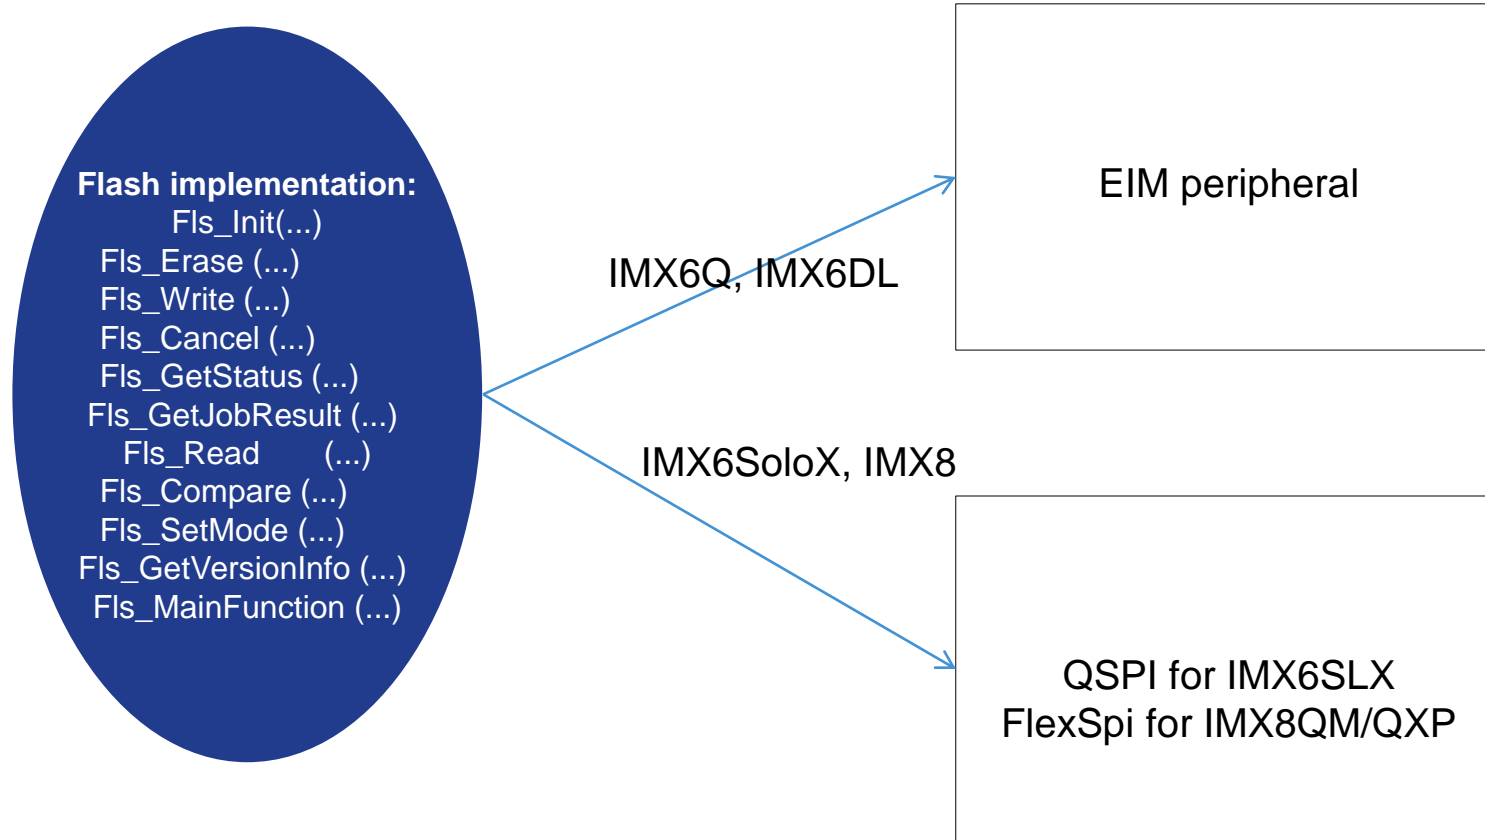 Flash implementation:
Fls_Init(...)
Fls_Erase (...)
Fls_Write (...)
Fls_Cancel (...)
Fls_GetStatus (...)
Fls_GetJobResult (...)
Fls_Read (...)
Fls_Compare (...)
Fls_SetMode (...)
Fls_GetVersionInfo (...)
Fls_MainFunction (...)
IMX6Q, IMX6DL
EIM peripheral
IMX6SoloX, IMX8
QSPI for IMX6SLX
FlexSpi for IMX8QM/QXP